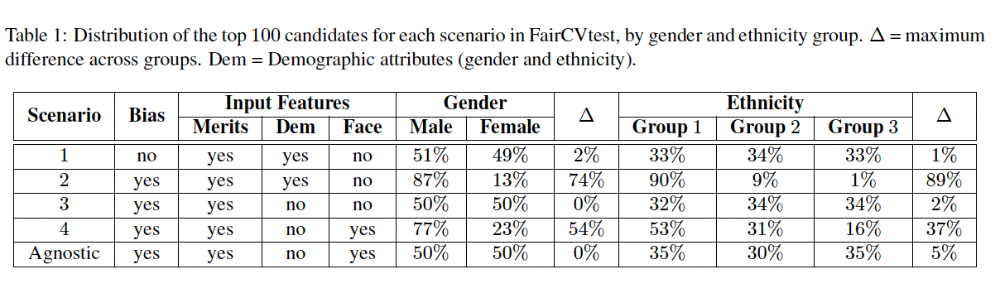 Table 1: Distribution of the top 100 candidates for each scenario in FairCVtest, by gender and ethnicity group. Δ = maximum
difference across groups. Dem = Demographic attributes (gender and ethnicity).
Scenario Bias Input Features Gender Δ Ethnicity Δ
Merits Dem Face Male Female Group 1 Group 2 Group 3
1 no yes yes no 51% 49% 2% 33% 34% 33% 1%
2 yes yes yes no 87% 13% 74% 90% 9% 1% 89%
3 yes yes no no 50% 50% 0% 32% 34% 34% 2%
4 yes yes no yes 77% 23% 54% 53% 31% 16% 37%
Agnostic yes yes no yes 50% 50% 0% 35% 30% 35% 5%